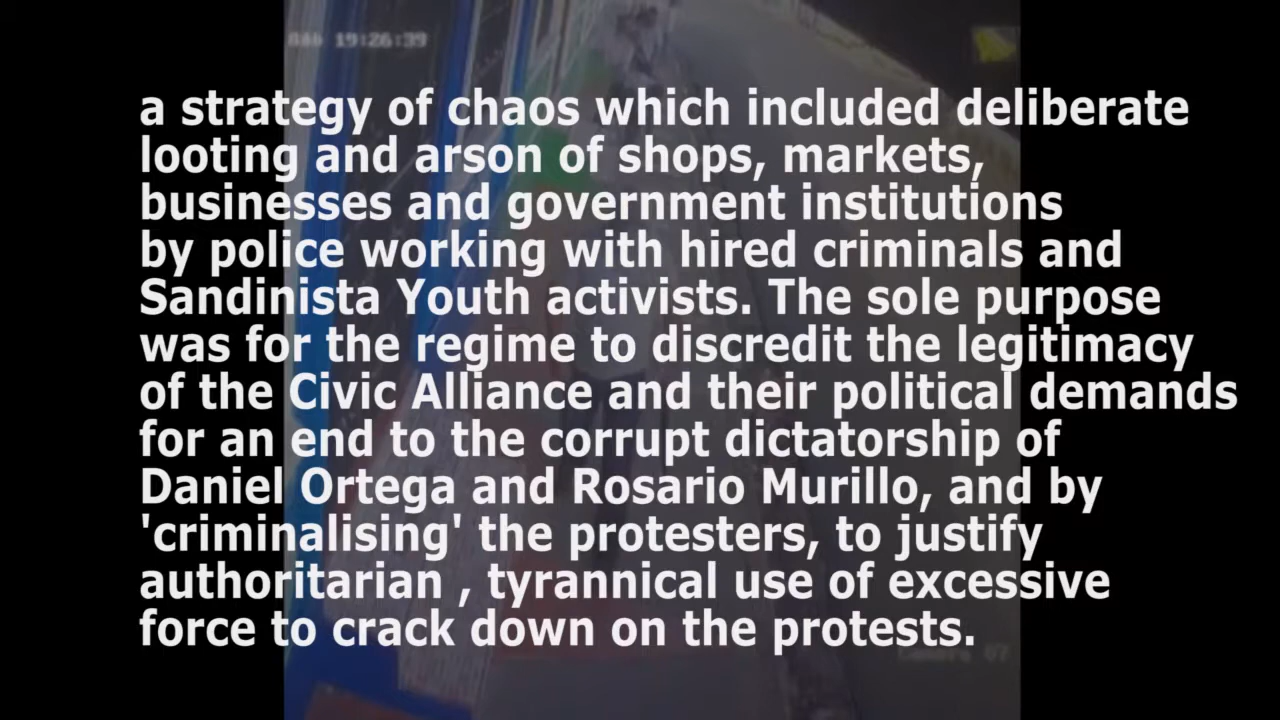 19:26:39
a strategy of chaos which included deliberate
looting and arson of shops, markets,
businesses and government institutions
by police working with hired criminals and
Sandinista Youth activists. The sole purpose
was for the regime to discredit the legitimacy
of the Civic Alliance and their political demands
for an end to the corrupt dictatorship of
Daniel Ortega and Rosario Murillo, and by
'criminalising' the protesters, to justify
authoritarian , tyrannical use of excessive
force to crack down on the protests.